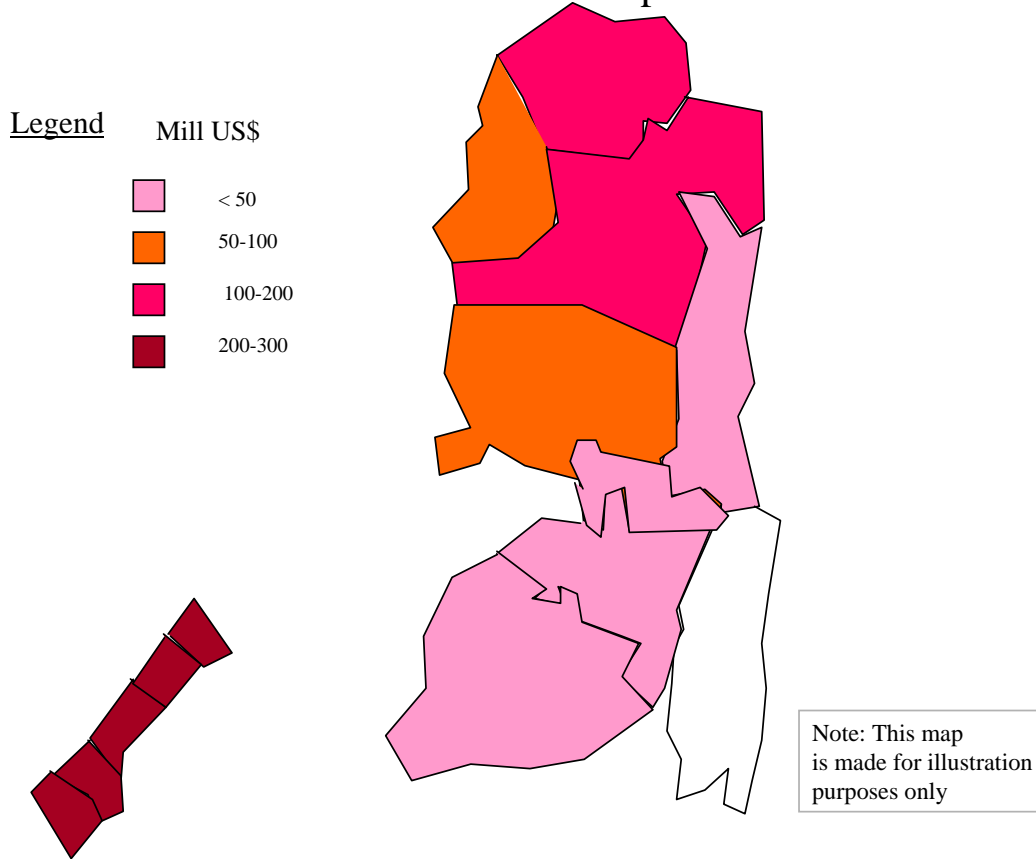 Legend
Mill US$
< 50
50-100
100-200
200-300
Note: This map
is made for illustration
purposes only